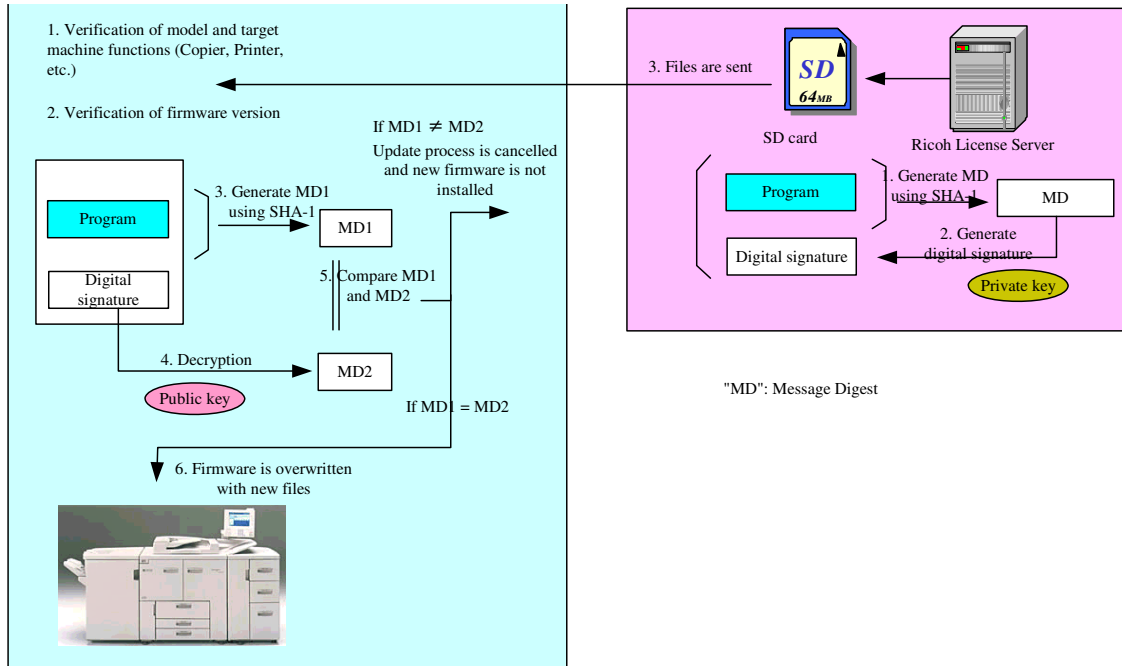 1. Verification of model and target
machine functions (Copier, Printer,
etc.)
2. Verification of firmware version
If MD1 ≠ MD2
Update process is cancelled
and new firmware is not
installed
Program
Digital
signature
3. Generate MD1
using SHA-1
MD1
5. Compare MD1
and MD2
4. Decryption
Public key
MD2
If MD1 = MD2
6. Firmware is overwritten
with new files
3. Files are sent
SD
64MB
SD card
Ricoh License Server
Program
Digital signature
1. Generate MD
using SHA-1
MD
2. Generate
digital signature
Private key
"MD": Message Digest